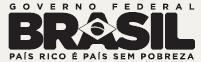 GOVERNO FEDERAL
BRASIL
PAÍS RICO É PAÍS SEM POBREZA